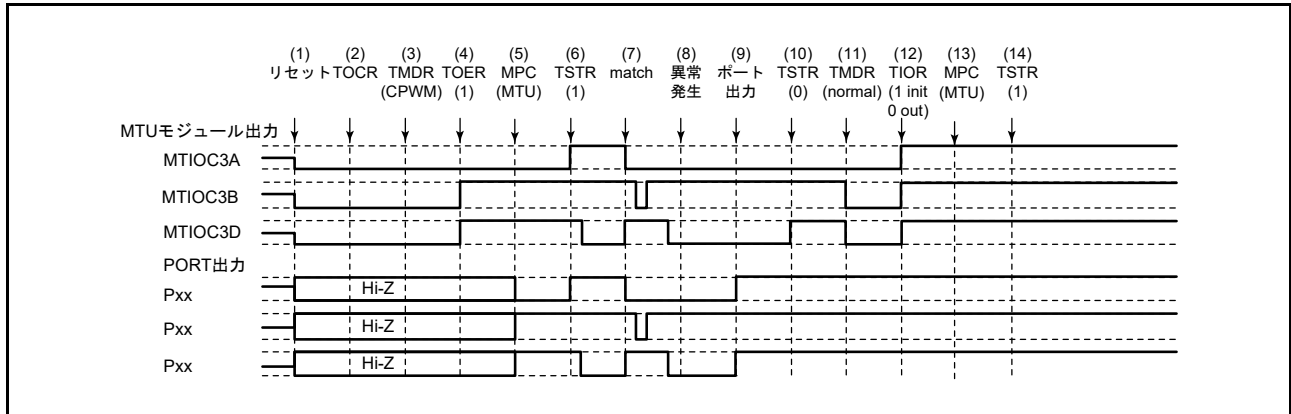 (1) (2) (3) (4) (5) (6) (7) (8) (9) (10) (11) (12) (13) (14)
リセット TOCR TMDR TOER MPC TSTR match 異常 ポート TSTR TMDR TIOR MPC TSTR
(CPWM) (1) (MTU) (1) 発生 出力 (0) (normal) (1 init (MTU) (1)
0 out)
MTUモジュール出力
MTIOC3A
MTIOC3B
MTIOC3D
PORT出力
Pxx Hi-Z
Pxx Hi-Z
Pxx Hi-Z